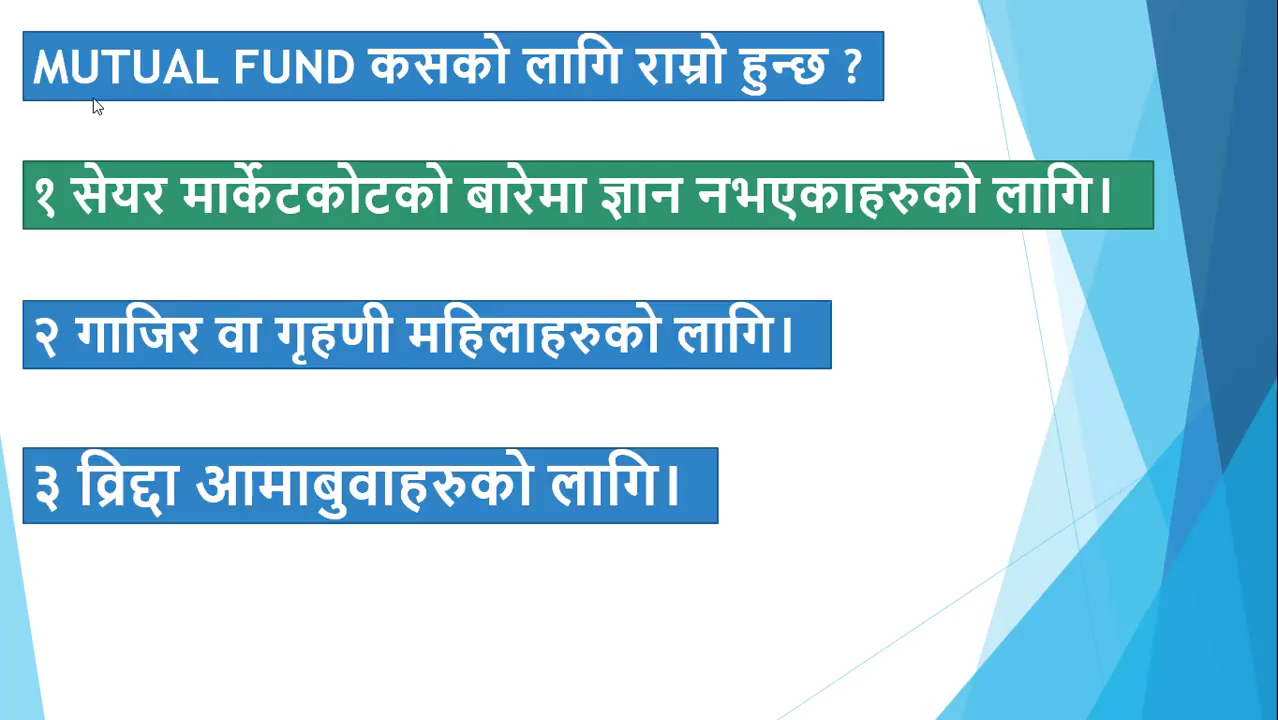 MUTUAL FUND कसको लागि राम्रो हुन्छ ?
१ सेयर मार्केटकोटको बारेमा ज्ञान नभएकाहरुको लागि।
२ गाजिर वा गृहणी महिलाहरुको लागि।
३ व्रिद्दा आमाबुवाहरुको लागि।